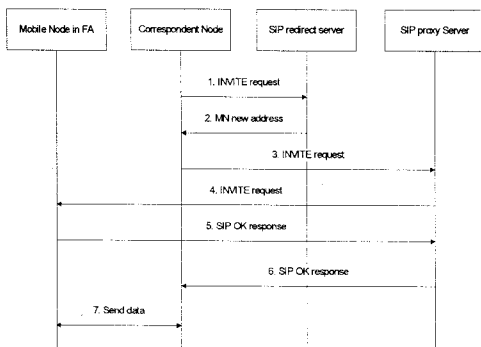 Mobile Node in FA
Correspondent Node
SIP redirect server
SIP proxy Server
1. INVITE request
2. MN new address
3. INVITE request
4. INVITE request
5. SIP OK response
6. SIP OK response
7. Send data